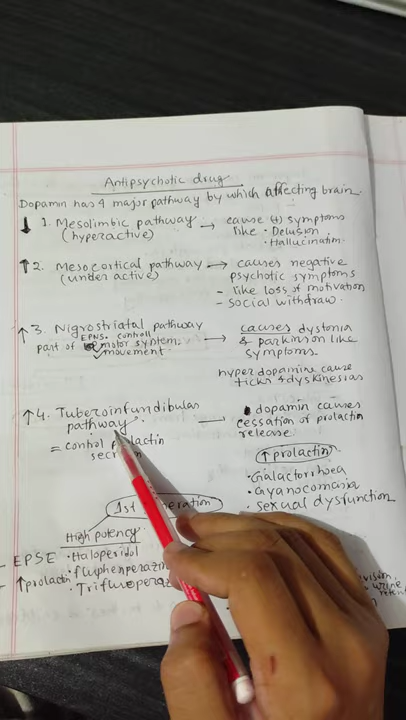 Antipsychotic drug
Dopamin has 4 major pathway by which affecting brain.
↓ 1. Mesolimbic pathway → cause (+) symptoms
(hyperactive) like · Delusion
· Hallucination.
↑ 2. Mesocortical pathway → causes negative
(under active) psychotic symptoms
- like loss of motivation
- social withdraw.
↑ 3. Nigrostriatal pathway → causes dystonia
EPNS. controll
part of motor system, & parkinson like
movement. symptoms.
hyperdopamine cause
ticks & dyskinesias
↑ 4. Tuberoinfundibular → dopamin causes
pathway cessation of prolactin
= control prolactin release
secretion
↑ prolactin
· Galactorrhoea
· Gyanocomasia
· sexual dysfunction
1st generation
High potency
- EPSE · Haloperidol
- ↑prolactin · fluphenperazin
· Trifluoperaz